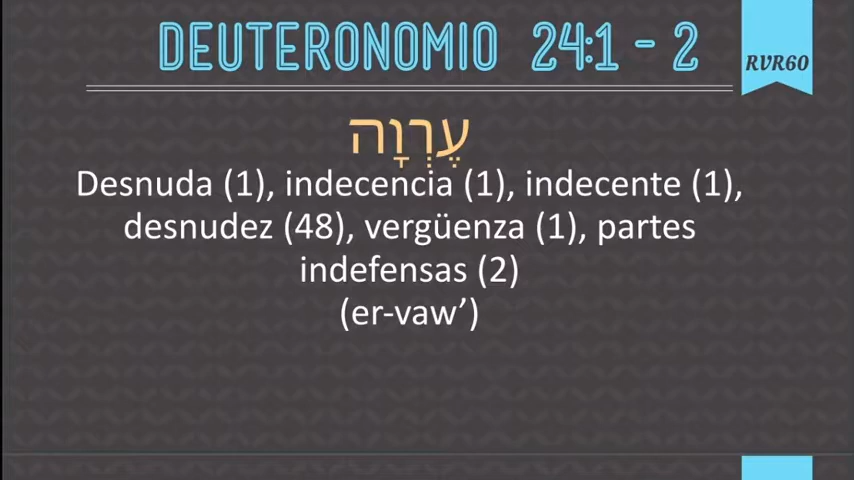 DEUTERONOMIO 24:1 - 2
RVR60
עֶרְוָה
Desnuda (1), indecencia (1), indecente (1),
desnudez (48), vergüenza (1), partes
indefensas (2)
(er-vaw’)